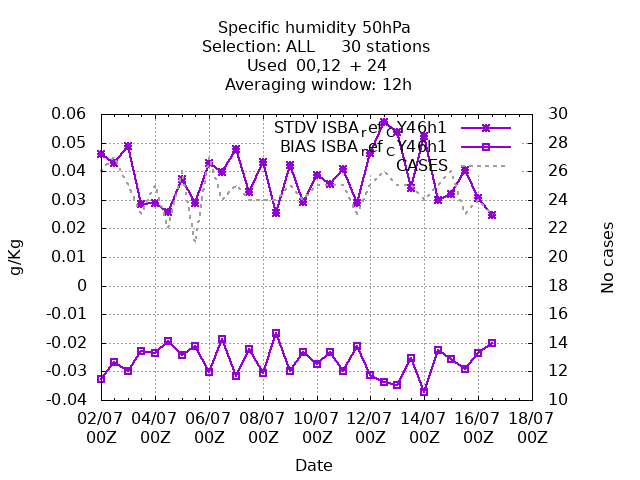 Specific humidity 50hPa
Selection: ALL 30 stations
Used 00,12 + 24
Averaging window: 12h
STDV ISBA_ref_CY46h1
BIAS ISBA_ref_CY46h1
CASES
0.06
0.05
0.04
0.03
0.02
0.01
0
-0.01
-0.02
-0.03
-0.04
30
28
26
24
22
20
18
16
14
12
10
g/Kg
No cases
02/07 04/07 06/07 08/07 10/07 12/07 14/07 16/07 18/07
00Z 00Z 00Z 00Z 00Z 00Z 00Z 00Z 00Z
Date